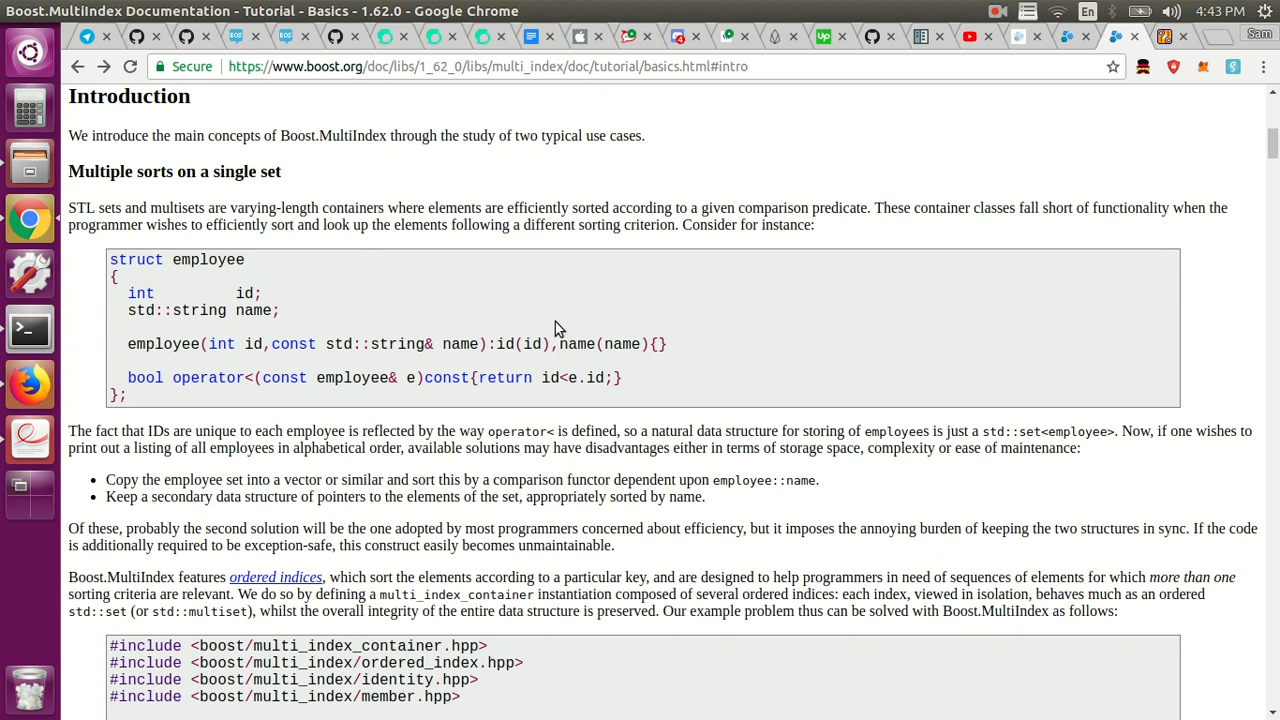 Boost.MultiIndex Documentation - Tutorial - Basics - 1.62.0 - Google Chrome
En
4:43 PM
EOS
EOS
Up
Sam
Secure
https://www.boost.org/doc/libs/1_62_0/libs/multi_index/doc/tutorial/basics.html#intro
Introduction
We introduce the main concepts of Boost.MultiIndex through the study of two typical use cases.
Multiple sorts on a single set
STL sets and multisets are varying-length containers where elements are efficiently sorted according to a given comparison predicate. These container classes fall short of functionality when the
programmer wishes to efficiently sort and look up the elements following a different sorting criterion. Consider for instance:
struct employee
{
  int         id;
  std::string name;
  employee(int id,const std::string& name):id(id),name(name){}
  bool operator<(const employee& e)const{return id<e.id;}
};
The fact that IDs are unique to each employee is reflected by the way operator< is defined, so a natural data structure for storing of employees is just a std::set<employee>. Now, if one wishes to
print out a listing of all employees in alphabetical order, available solutions may have disadvantages either in terms of storage space, complexity or ease of maintenance:
• Copy the employee set into a vector or similar and sort this by a comparison functor dependent upon employee::name.
• Keep a secondary data structure of pointers to the elements of the set, appropriately sorted by name.
Of these, probably the second solution will be the one adopted by most programmers concerned about efficiency, but it imposes the annoying burden of keeping the two structures in sync. If the code
is additionally required to be exception-safe, this construct easily becomes unmaintainable.
Boost.MultiIndex features ordered indices, which sort the elements according to a particular key, and are designed to help programmers in need of sequences of elements for which more than one
sorting criteria are relevant. We do so by defining a multi_index_container instantiation composed of several ordered indices: each index, viewed in isolation, behaves much as an ordered
std::set (or std::multiset), whilst the overall integrity of the entire data structure is preserved. Our example problem thus can be solved with Boost.MultiIndex as follows:
#include <boost/multi_index_container.hpp>
#include <boost/multi_index/ordered_index.hpp>
#include <boost/multi_index/identity.hpp>
#include <boost/multi_index/member.hpp>